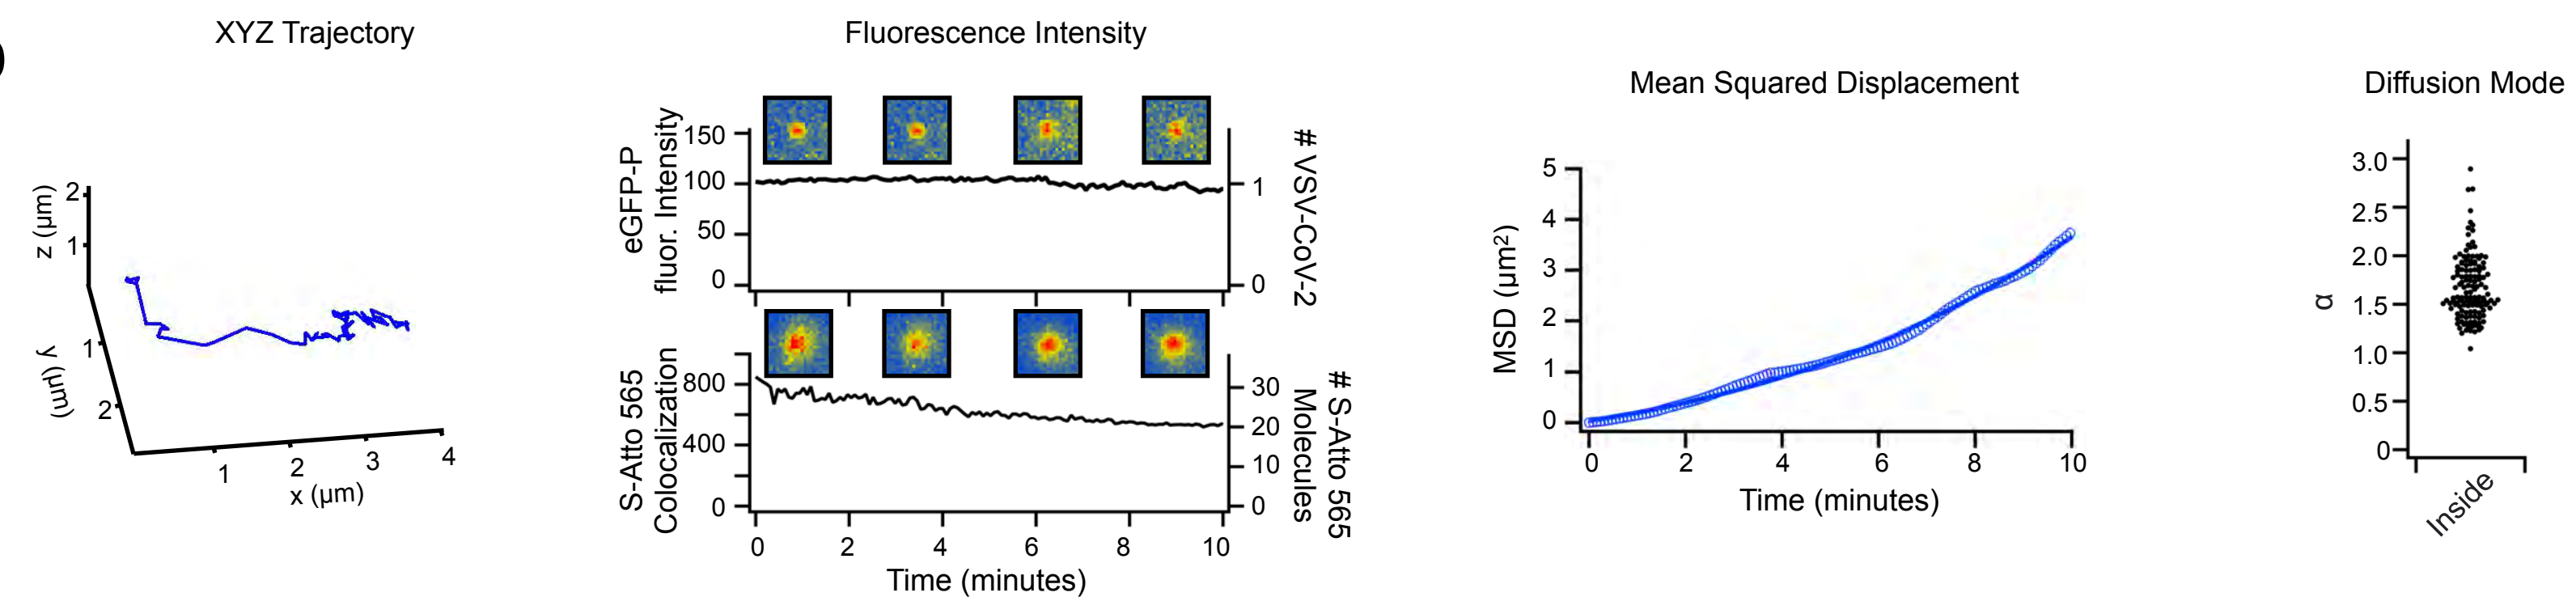 XYZ Trajectory
z (μm)
2
1
y (μm)
1
2
1
2
3
4
x (μm)
Fluorescence Intensity
eGFP-P
fluor. Intensity
150
100
50
0
1
0
# VSV-CoV-2
S-Atto 565
Colocalization
800
400
0
30
20
10
0
# S-Atto 565
Molecules
0 2 4 6 8 10
Time (minutes)
Mean Squared Displacement
MSD (μm²)
5
4
3
2
1
0
0 2 4 6 8 10
Time (minutes)
Diffusion Mode
α
3.0
2.5
2.0
1.5
1.0
0.5
0
Inside